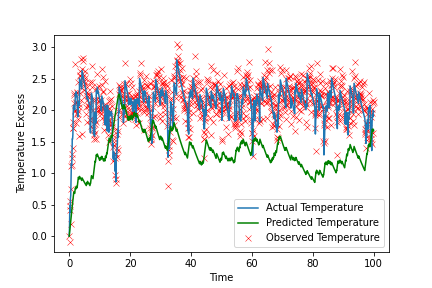 3.0
2.5
2.0
1.5
1.0
0.5
0.0
Temperature Excess
0
20
40
60
80
100
Time
Actual Temperature
Predicted Temperature
Observed Temperature